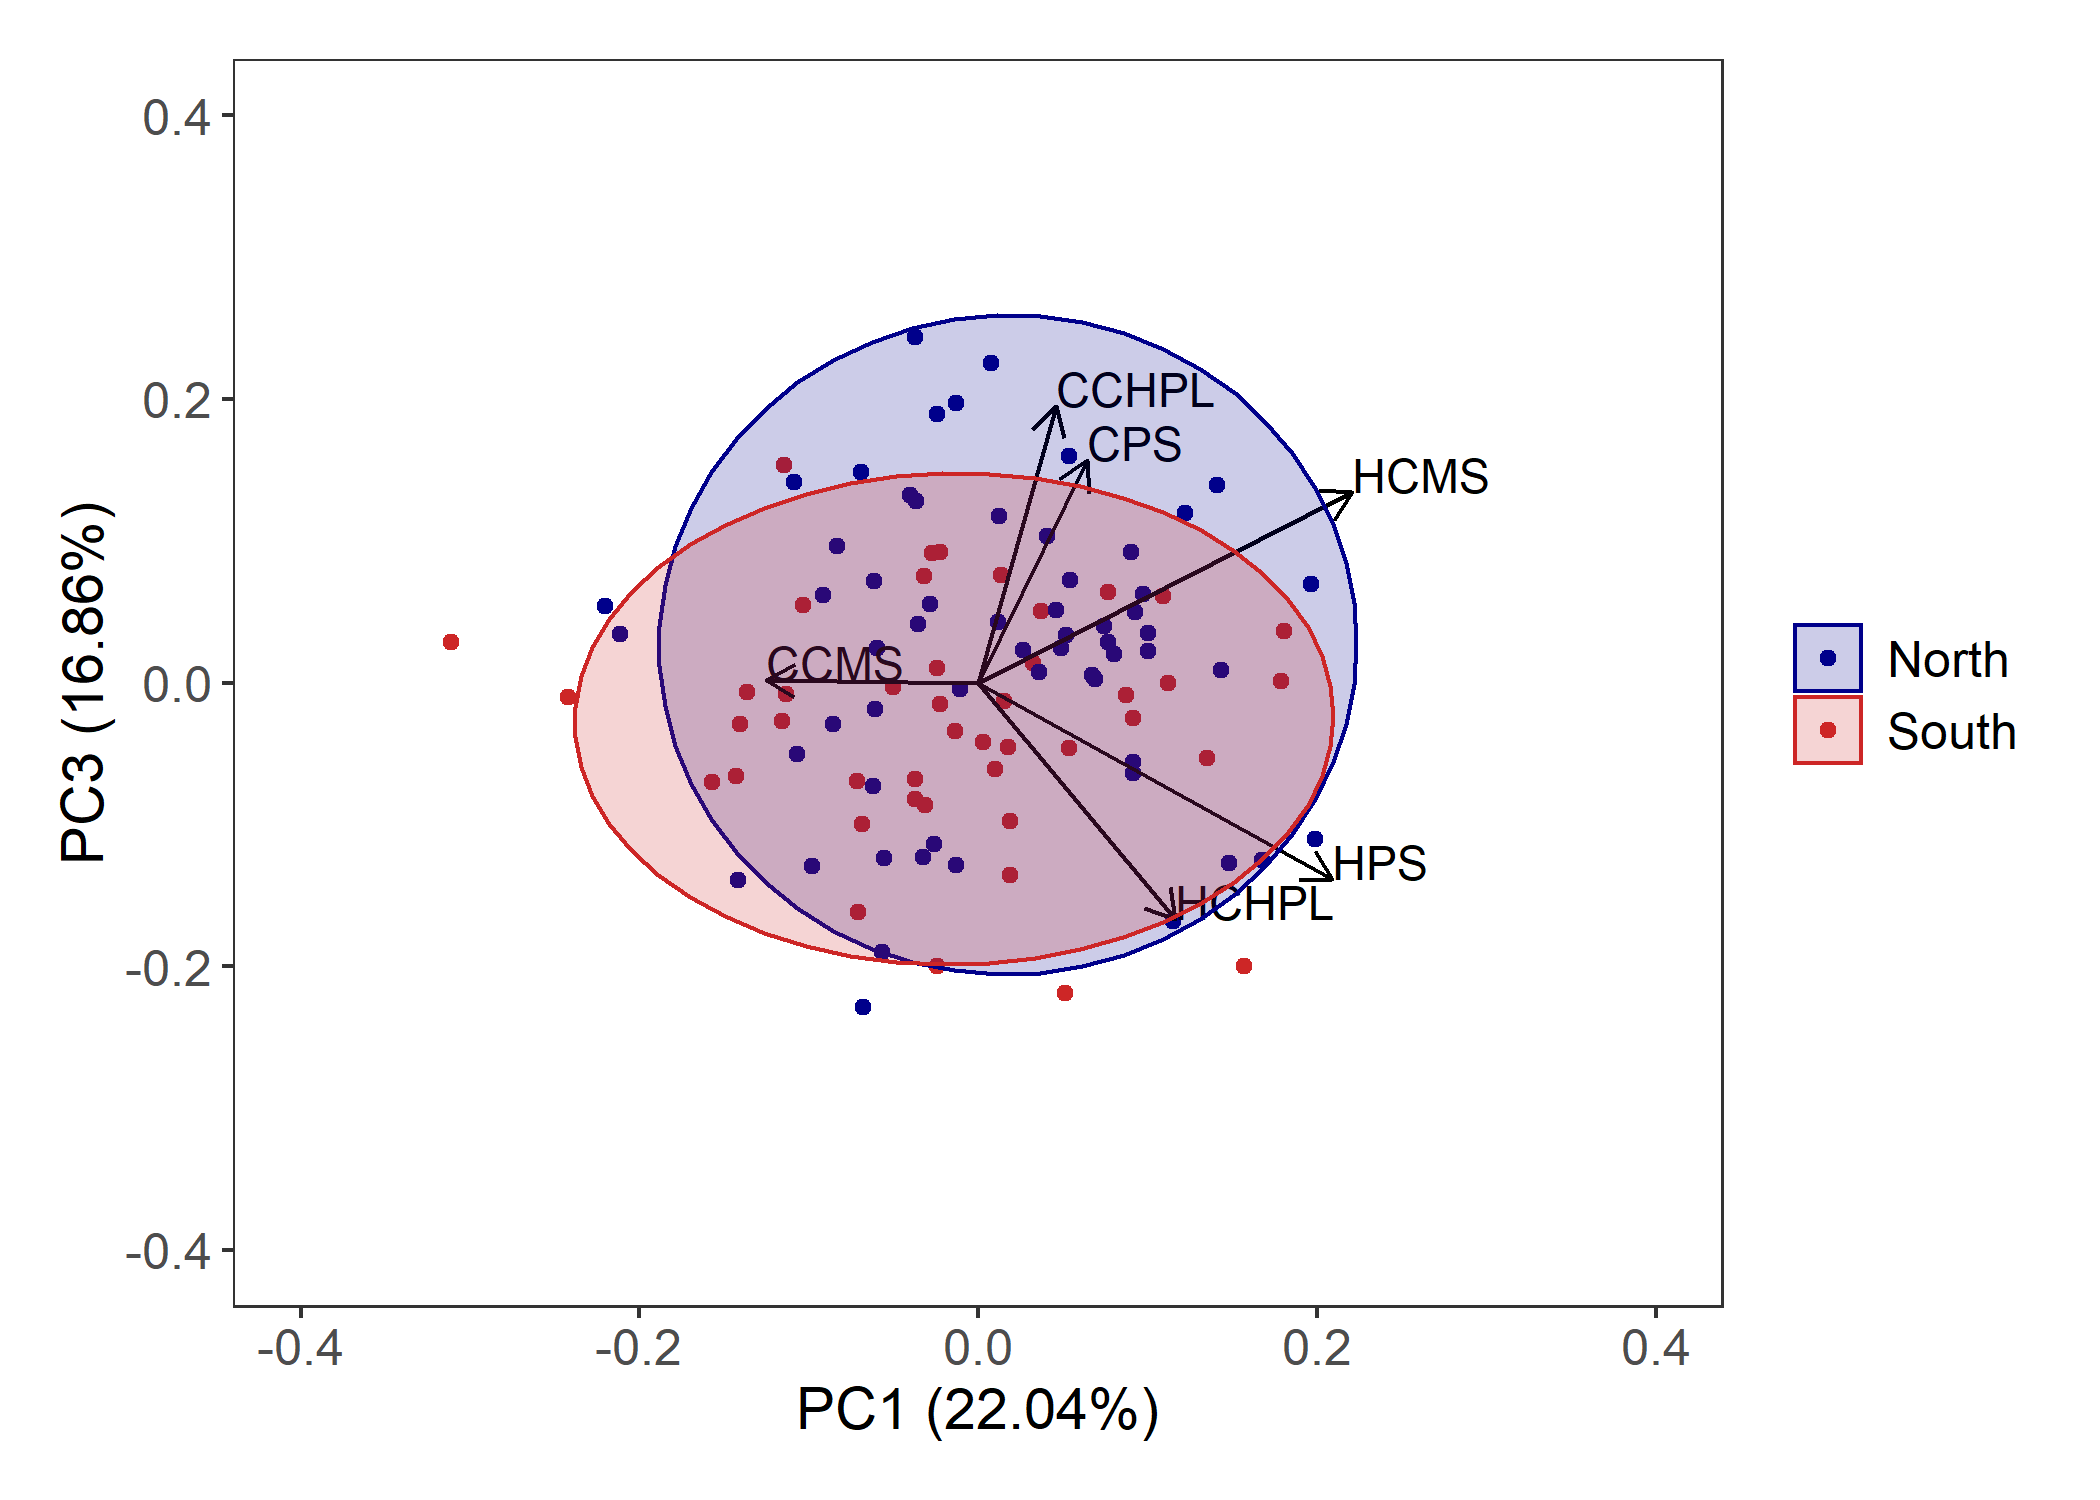 0.4
0.2
0.0
-0.2
-0.4
PC3 (16.86%)
CCHPL
CPS
HCMS
CCMS
HPS
HCHPL
North
South
-0.4
-0.2
0.0
0.2
0.4
PC1 (22.04%)